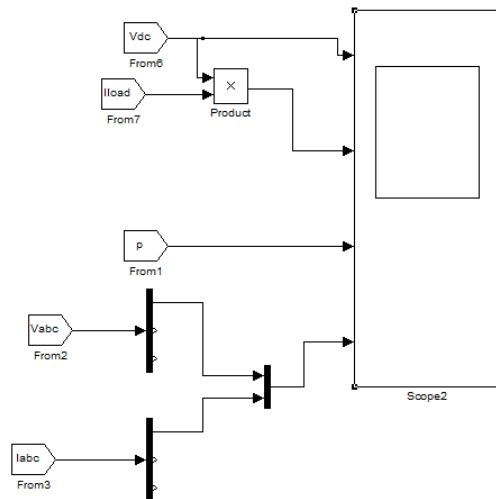 Vdc
From6
Iload
From7
×
Product
p
From1
Vabc
From2
Iabc
From3
Scope2